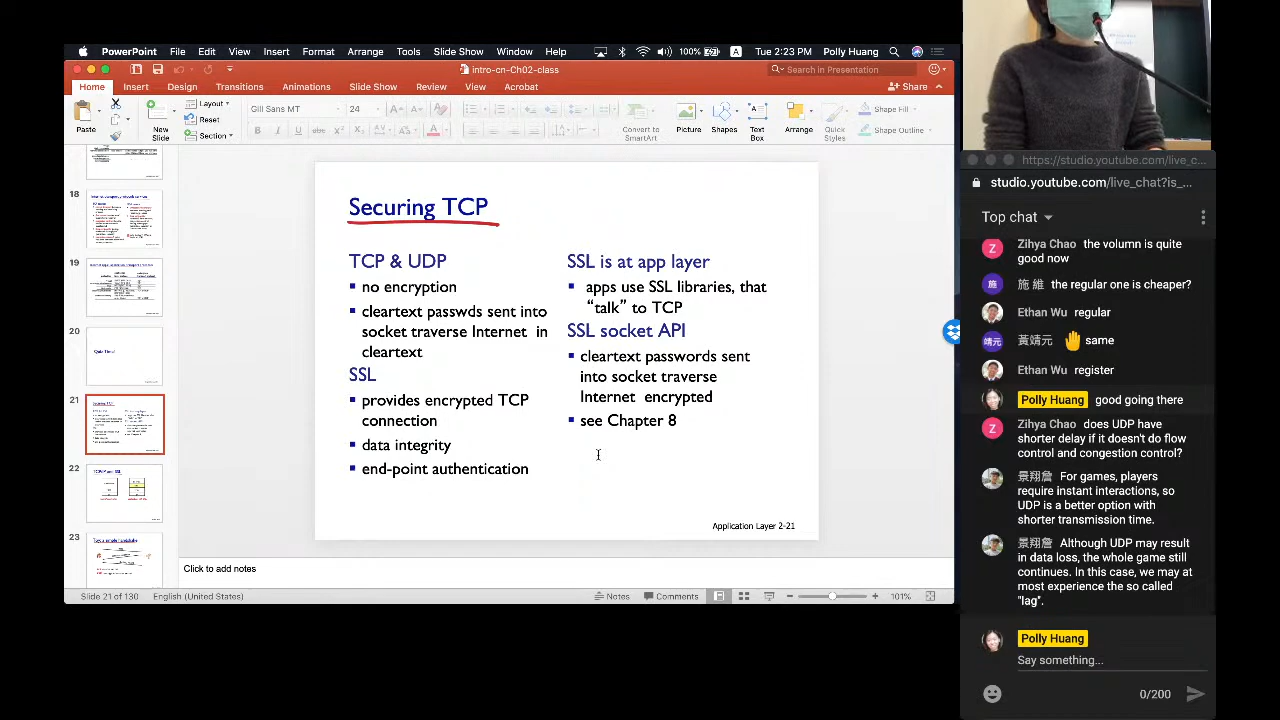 PowerPoint File Edit View Insert Format Arrange Tools Slide Show Window Help 100% A Tue 2:23 PM Polly Huang
intro-cn-Ch02-class
Search in Presentation
Home Insert Design Transitions Animations Slide Show Review View Acrobat
Share
Paste
New Slide
Layout
Reset
Section
Gill Sans MT 24
Convert to SmartArt
Picture
Shapes
Text Box
Arrange
Quick Styles
Shape Fill
Shape Outline
18
19
20
Quiz Time!
21
Securing TCP
22
TCP/IP and SSL
23
Securing TCP
TCP & UDP
▪ no encryption
▪ cleartext passwds sent into
socket traverse Internet in
cleartext
SSL
▪ provides encrypted TCP
connection
▪ data integrity
▪ end-point authentication
SSL is at app layer
▪ apps use SSL libraries, that
“talk” to TCP
SSL socket API
▪ cleartext passwords sent
into socket traverse
Internet encrypted
▪ see Chapter 8
Application Layer 2-21
Click to add notes
Slide 21 of 130 English (United States) Notes Comments 101%
https://studio.youtube.com/live_c...
studio.youtube.com/live_chat?is_...
Top chat
Z Zihya Chao the volumn is quite
good now
施 施 維 the regular one is cheaper?
Ethan Wu regular
靖元 黃靖元 🖐 same
Ethan Wu register
Polly Huang good going there
Z Zihya Chao does UDP have
shorter delay if it doesn't do flow
control and congestion control?
景翔詹 For games, players
require instant interactions, so
UDP is a better option with
shorter transmission time.
景翔詹 Although UDP may result
in data loss, the whole game still
continues. In this case, we may at
most experience the so called
"lag".
Polly Huang
Say something...
0/200